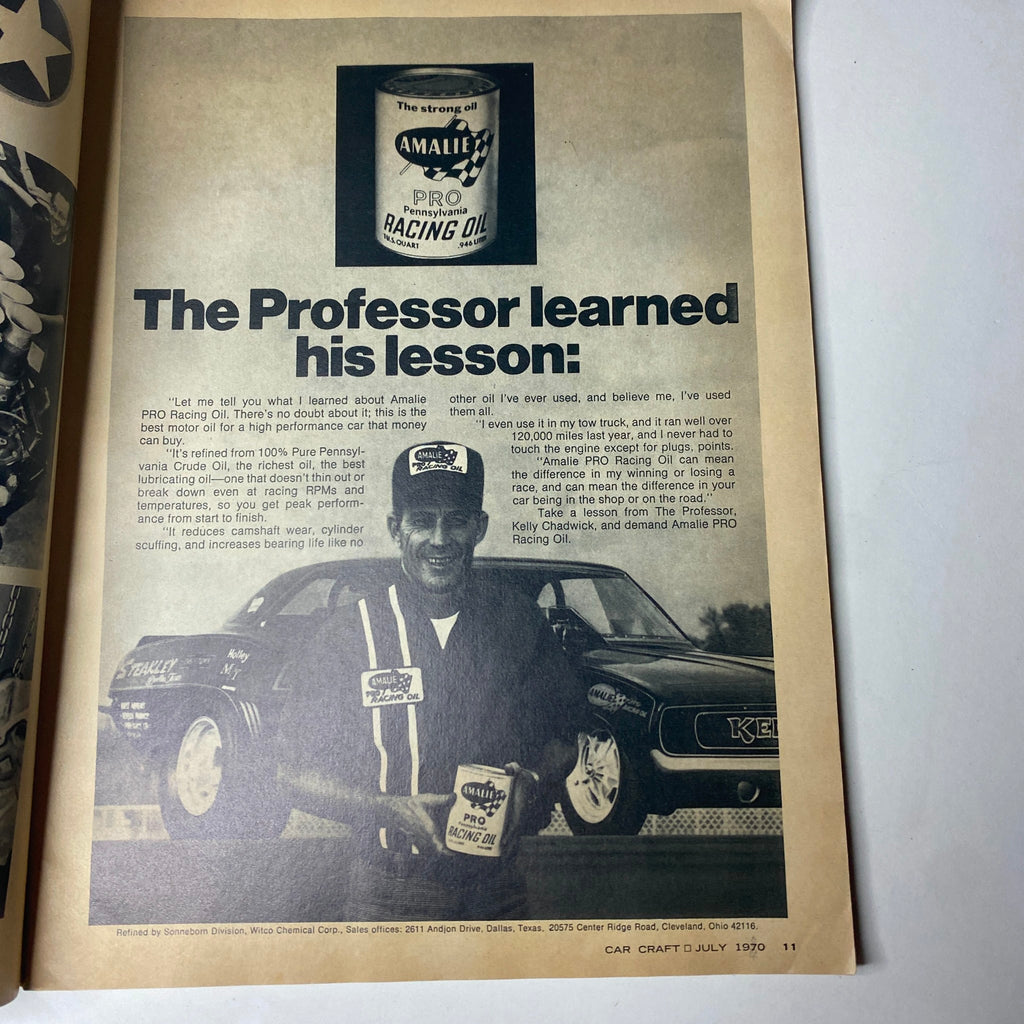 The strong oil
AMALIE
PRO
Pennsylvania
RACING OIL
1 U.S. QUART .946 LITER
The Professor learned
his lesson:
"Let me tell you what I learned about Amalie
PRO Racing Oil. There's no doubt about it; this is the
best motor oil for a high performance car that money
can buy.
"It's refined from 100% Pure Pennsyl-
vania Crude Oil, the richest oil, the best
lubricating oil—one that doesn't thin out or
break down even at racing RPMs and
temperatures, so you get peak perform-
ance from start to finish.
"It reduces camshaft wear, cylinder
scuffing, and increases bearing life like no
other oil I've ever used, and believe me, I've used
them all.
"I even use it in my tow truck, and it ran well over
120,000 miles last year, and I never had to
touch the engine except for plugs, points.
"Amalie PRO Racing Oil can mean
the difference in my winning or losing a
race, and can mean the difference in your
car being in the shop or on the road."
Take a lesson from The Professor,
Kelly Chadwick, and demand Amalie PRO
Racing Oil.
AMALIE
PRO
RACING OIL
STEAKLEY
Holley
M/T
AMALIE
PRO
RACING OIL
AMALIE
KEL
AMALIE
PRO
Pennsylvania
RACING OIL
Refined by Sonneborn Division, Witco Chemical Corp., Sales offices: 2611 Andjon Drive, Dallas, Texas. 20575 Center Ridge Road, Cleveland, Ohio 42116.
CAR CRAFT □ JULY 1970 11